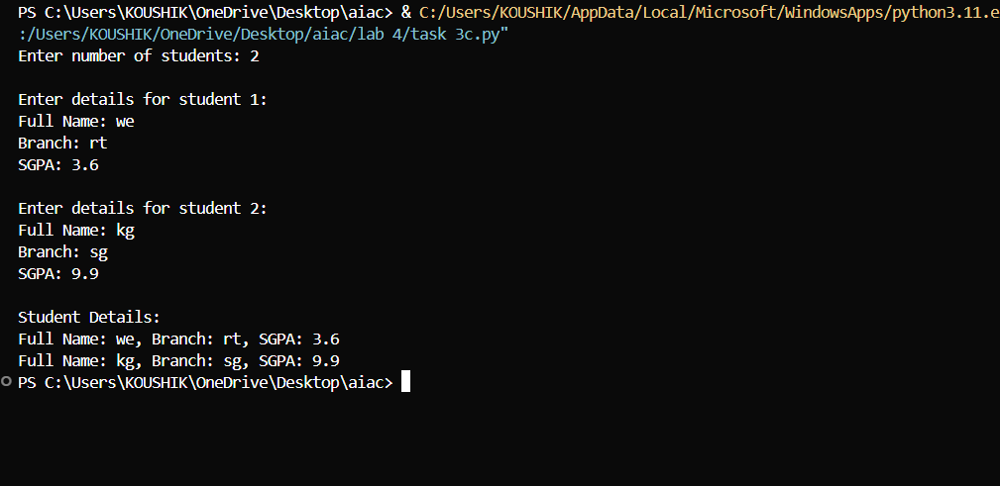 PS C:\Users\KOUSHIK\OneDrive\Desktop\aiac> & C:/Users/KOUSHIK/AppData/Local/Microsoft/WindowsApps/python3.11.e
:/Users/KOUSHIK/OneDrive/Desktop/aiac/lab 4/task 3c.py"
Enter number of students: 2
Enter details for student 1:
Full Name: we
Branch: rt
SGPA: 3.6
Enter details for student 2:
Full Name: kg
Branch: sg
SGPA: 9.9
Student Details:
Full Name: we, Branch: rt, SGPA: 3.6
Full Name: kg, Branch: sg, SGPA: 9.9
PS C:\Users\KOUSHIK\OneDrive\Desktop\aiac>